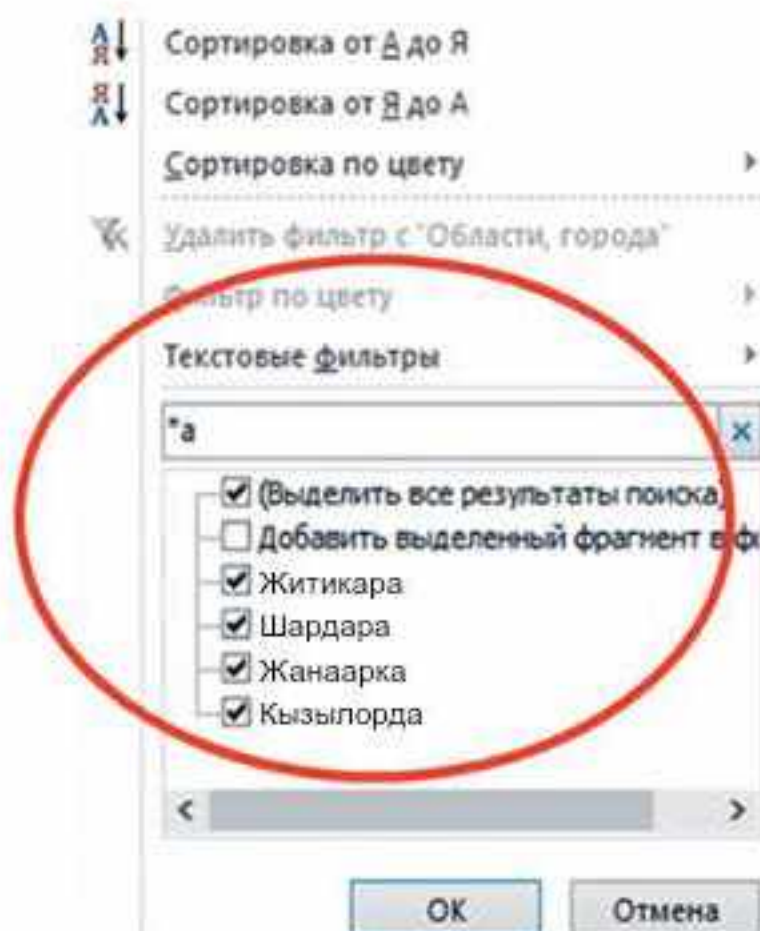 Сортировка от А до Я
Сортировка от Я до А
Сортировка по цвету
Удалить фильтр с "Области, города"
Фильтр по цвету
Текстовые фильтры
*а
(Выделить все результаты поиска)
Добавить выделенный фрагмент в
Житикара
Шардара
Жанаарка
Кызылорда
ОК
Отмена